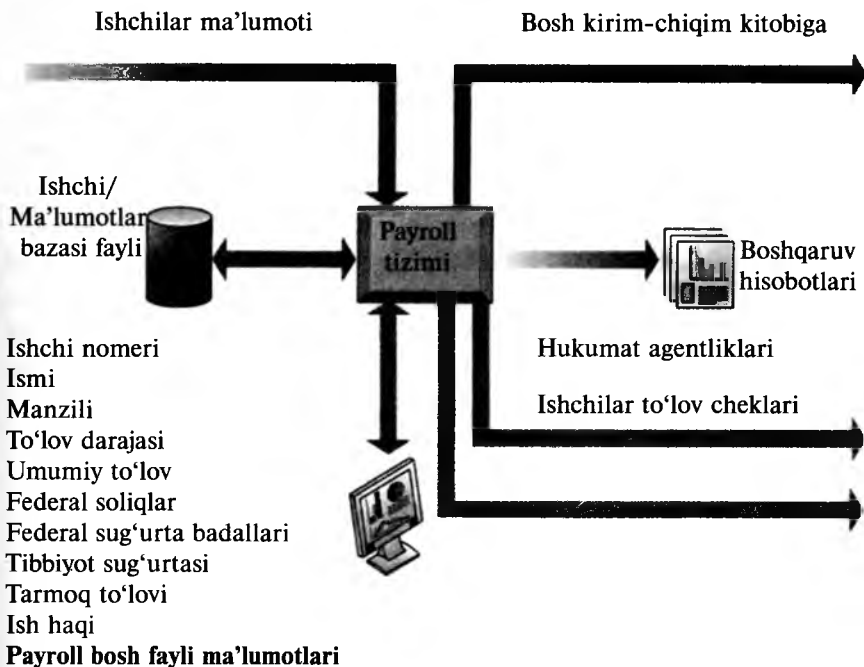 Ishchilar ma’lumoti
Bosh kirim-chiqim kitobiga
Ishchi/
Ma’lumotlar
bazasi fayli
Payroll
tizimi
Boshqaruv
hisobotlari
Ishchi nomeri
Ismi
Manzili
To‘lov darajasi
Umumiy to‘lov
Federal soliqlar
Federal sug‘urta badallari
Tibbiyot sug‘urtasi
Tarmoq to‘lovi
Ish haqi
Payroll bosh fayli ma’lumotlari
Hukumat agentliklari
Ishchilar to‘lov cheklari